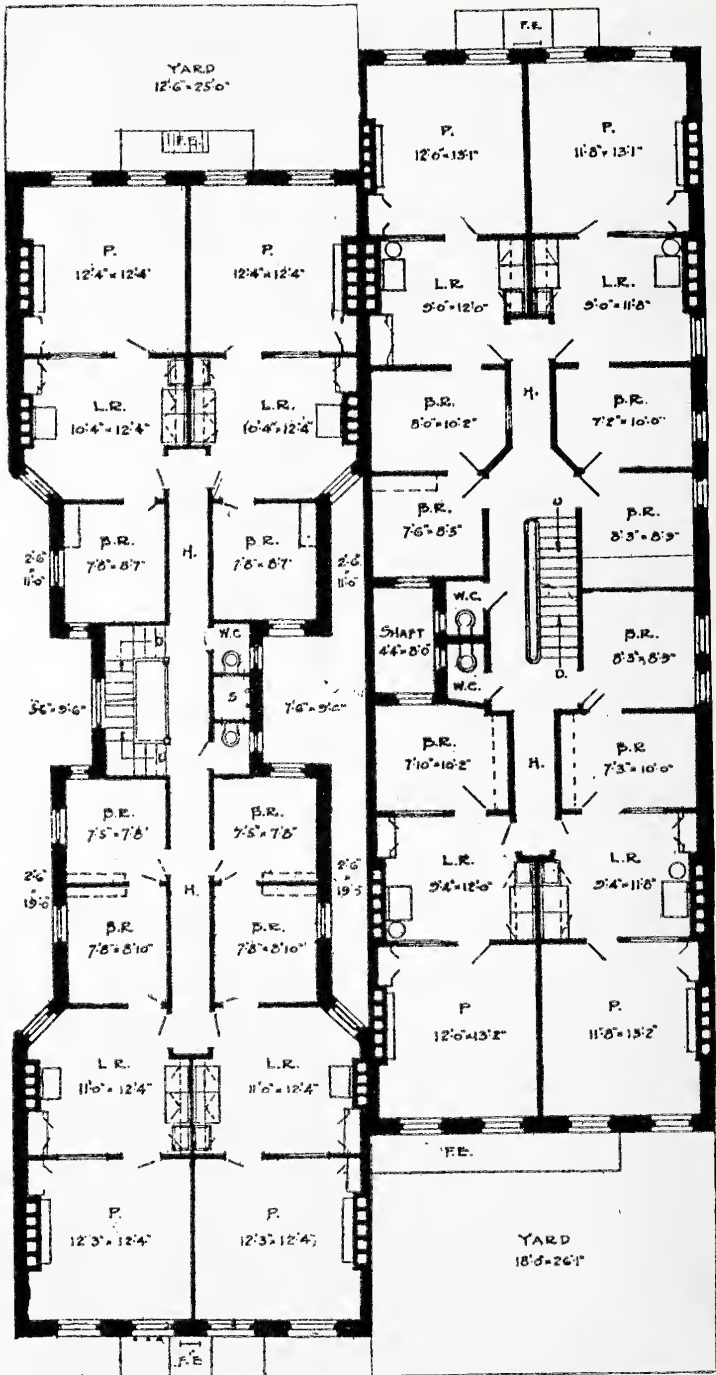 YARD
12'6"×25'0"
F.E.
P.
12'4"×12'4"
P.
12'4"×12'4"
L.R.
10'4"×12'4"
L.R.
10'4"×12'4"
B.R.
7'8"×8'7"
H.
B.R.
7'8"×8'7"
2'6"
×
11'0"
2'6"
×
11'0"
W.C.
S
7'6"×9'6"
B.R.
7'5"×7'8"
B.R.
7'5"×7'8"
2'6"
×
19'6"
H.
2'6"
×
B.R.
7'8"×8'10"
B.R.
7'8"×8'10"
L.R.
11'0"×12'4"
L.R.
11'0"×12'4"
P.
12'3"×12'4"
P.
12'3"×12'4"
F.E.
F.E.
P.
12'0"×13'1"
P.
11'8"×13'1"
L.R.
9'0"×12'0"
L.R.
9'0"×11'8"
B.R.
8'0"×10'2"
H.
B.R.
7'2"×10'0"
B.R.
7'6"×8'5"
U
B.R.
8'3"×8'9"
SHAFT
4'4"×8'0"
W.C.
W.C.
D.
B.R.
8'3"×8'9"
B.R.
7'10"×10'2"
H.
B.R.
7'3"×10'0"
L.R.
9'4"×12'0"
L.R.
9'4"×11'8"
P.
12'0"×13'2"
P.
11'8"×13'2"
F.E.
YARD
18'0"×26'1"